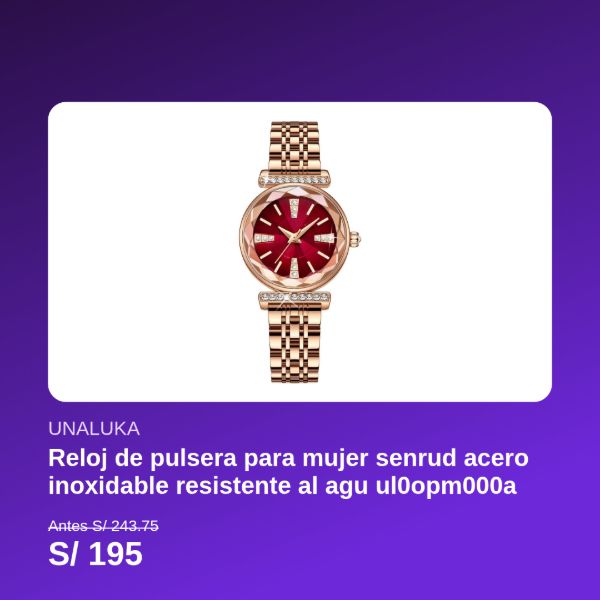 UNALUKA
Reloj de pulsera para mujer senrud acero
inoxidable resistente al agu ul0opm000a
Antes S/ 243.75
S/ 195